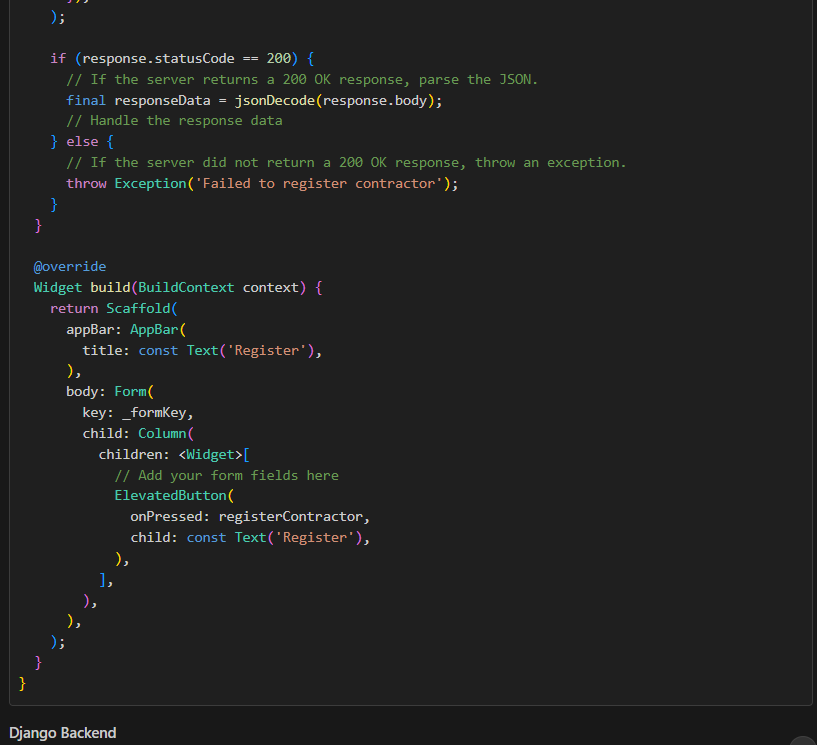 );
if (response.statusCode == 200) {
// If the server returns a 200 OK response, parse the JSON.
final responseData = jsonDecode(response.body);
// Handle the response data
} else {
// If the server did not return a 200 OK response, throw an exception.
throw Exception('Failed to register contractor');
}
}
@override
Widget build(BuildContext context) {
return Scaffold(
appBar: AppBar(
title: const Text('Register'),
),
body: Form(
key: _formKey,
child: Column(
children: <Widget>[
// Add your form fields here
ElevatedButton(
onPressed: registerContractor,
child: const Text('Register'),
),
],
),
),
);
}
}
Django Backend